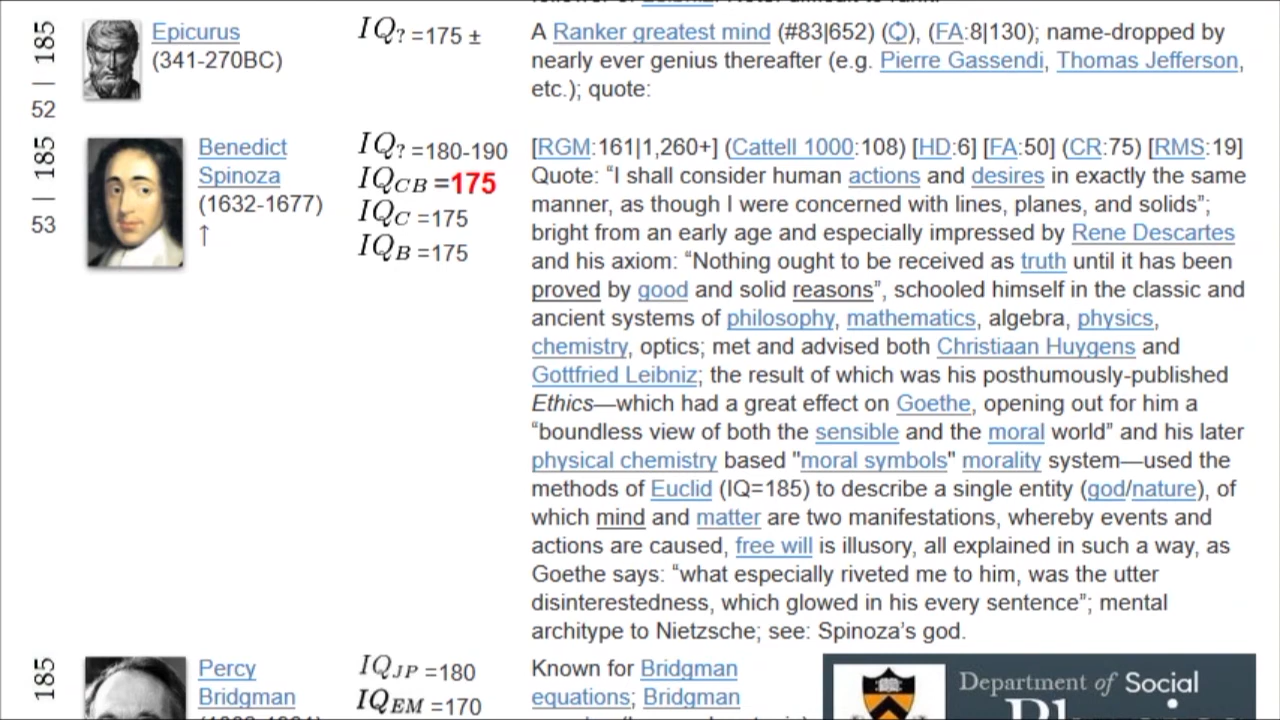 185
—
52
Epicurus
(341-270BC)
IQ? =175 ±
A Ranker greatest mind (#83|652) (), (FA:8|130); name-dropped by
nearly ever genius thereafter (e.g. Pierre Gassendi, Thomas Jefferson,
etc.); quote:
185
—
53
Benedict
Spinoza
(1632-1677)
↑
IQ? =180-190
IQCB =175
IQC =175
IQB =175
[RGM:161|1,260+] (Cattell 1000:108) [HD:6] [FA:50] (CR:75) [RMS:19]
Quote: “I shall consider human actions and desires in exactly the same
manner, as though I were concerned with lines, planes, and solids”;
bright from an early age and especially impressed by Rene Descartes
and his axiom: “Nothing ought to be received as truth until it has been
proved by good and solid reasons”, schooled himself in the classic and
ancient systems of philosophy, mathematics, algebra, physics,
chemistry, optics; met and advised both Christiaan Huygens and
Gottfried Leibniz; the result of which was his posthumously-published
Ethics—which had a great effect on Goethe, opening out for him a
“boundless view of both the sensible and the moral world” and his later
physical chemistry based "moral symbols" morality system—used the
methods of Euclid (IQ=185) to describe a single entity (god/nature), of
which mind and matter are two manifestations, whereby events and
actions are caused, free will is illusory, all explained in such a way, as
Goethe says: “what especially riveted me to him, was the utter
disinterestedness, which glowed in his every sentence”; mental
architype to Nietzsche; see: Spinoza’s god.
185
Percy
Bridgman
IQJP =180
IQEM =170
Known for Bridgman
equations; Bridgman
Department of Social